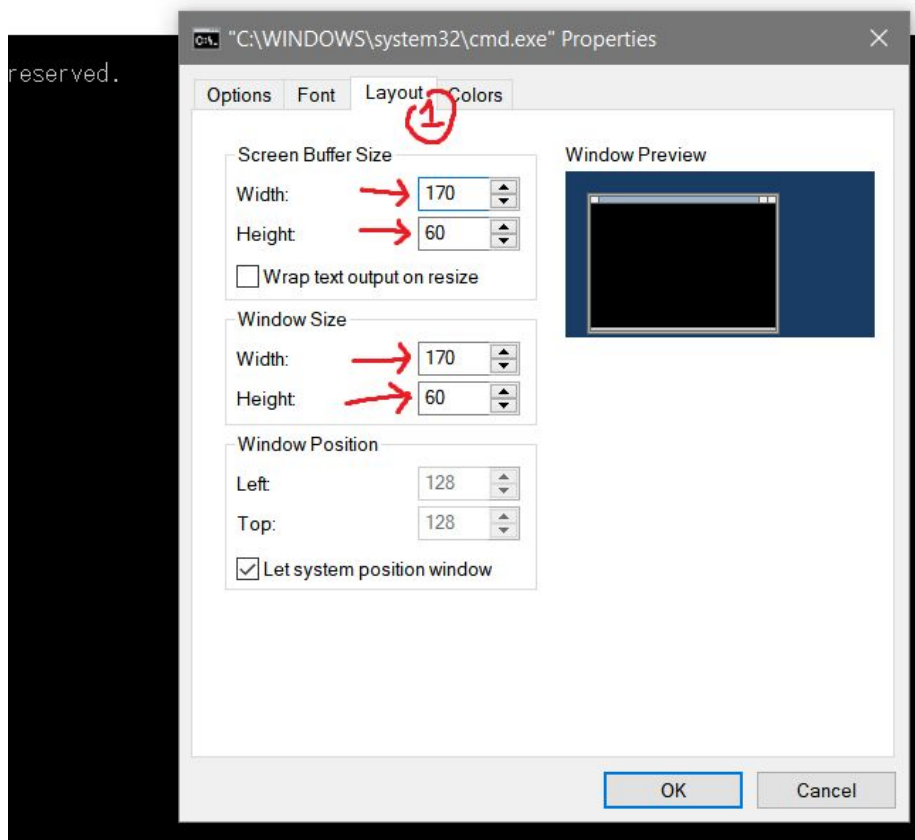 reserved.
C:\.
"C:\WINDOWS\system32\cmd.exe" Properties
Options Font Layout Colors
1
Screen Buffer Size
Width: 170
Height: 60
Wrap text output on resize
Window Size
Width: 170
Height: 60
Window Position
Left: 128
Top: 128
Let system position window
Window Preview
OK Cancel